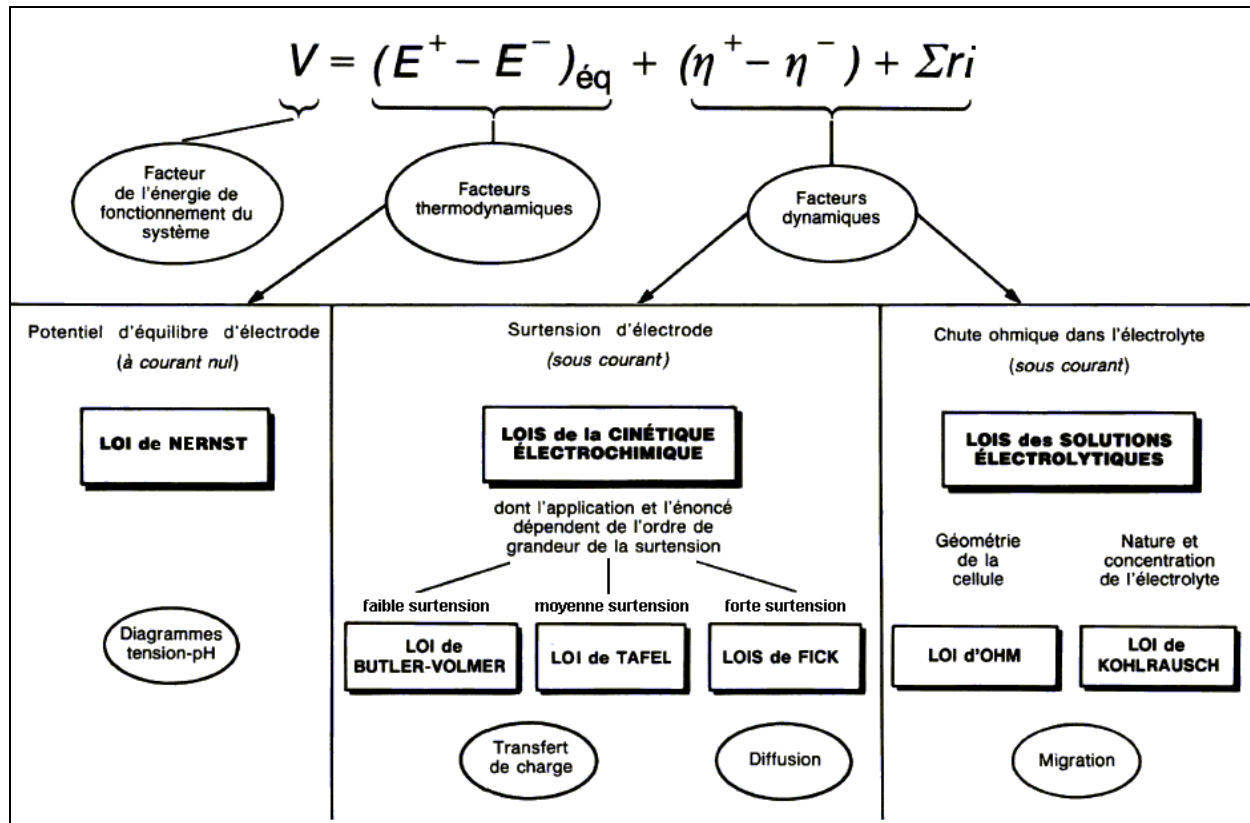 V = (E⁺ − E⁻)éq + (η⁺ − η⁻) + Σri
Facteur
de l'énergie de
fonctionnement du
système
Facteurs
thermodynamiques
Facteurs
dynamiques
Potentiel d'équilibre d'électrode
(à courant nul)
LOI de NERNST
Diagrammes
tension-pH
Surtension d'électrode
(sous courant)
LOIS de la CINÉTIQUE
ÉLECTROCHIMIQUE
dont l'application et l'énoncé
dépendent de l'ordre de
grandeur de la surtension
faible surtension
LOI de
BUTLER-VOLMER
moyenne surtension
LOI de TAFEL
forte surtension
LOIS de FICK
Transfert
de charge
Diffusion
Chute ohmique dans l'électrolyte
(sous courant)
LOIS des SOLUTIONS
ÉLECTROLYTIQUES
Géométrie
de la
cellule
Nature et
concentration
de l'électrolyte
LOI d'OHM
LOI de
KOHLRAUSCH
Migration